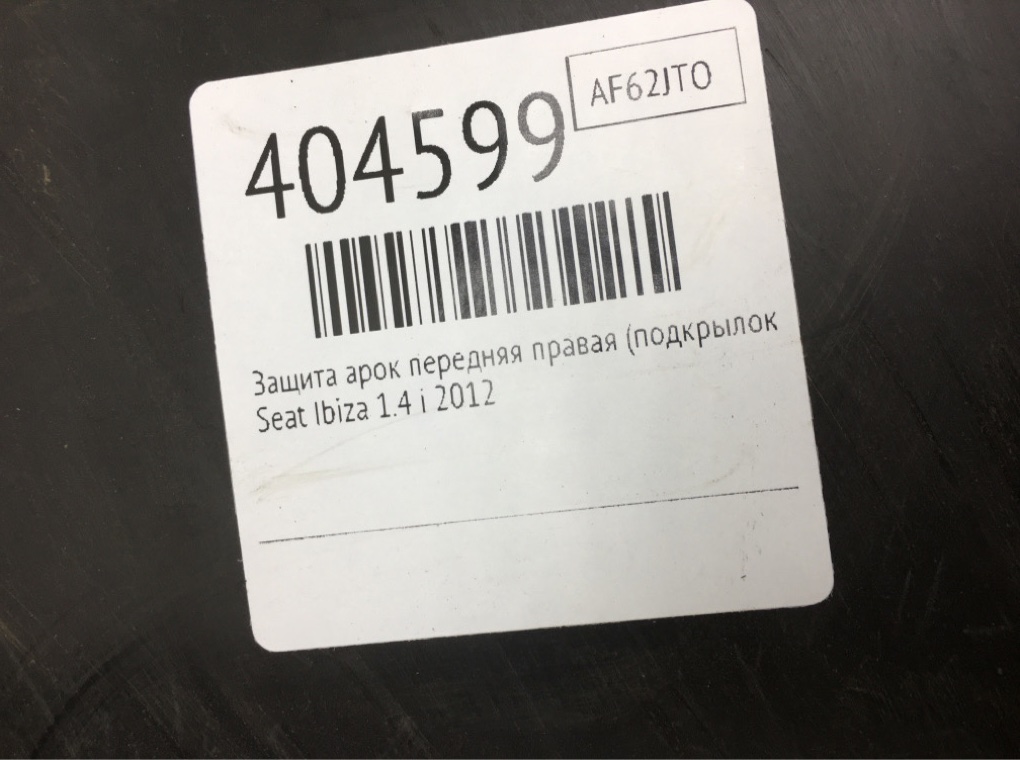 AF62JTO
404599
Защита арок передняя правая (подкрылок
Seat Ibiza 1.4 i 2012